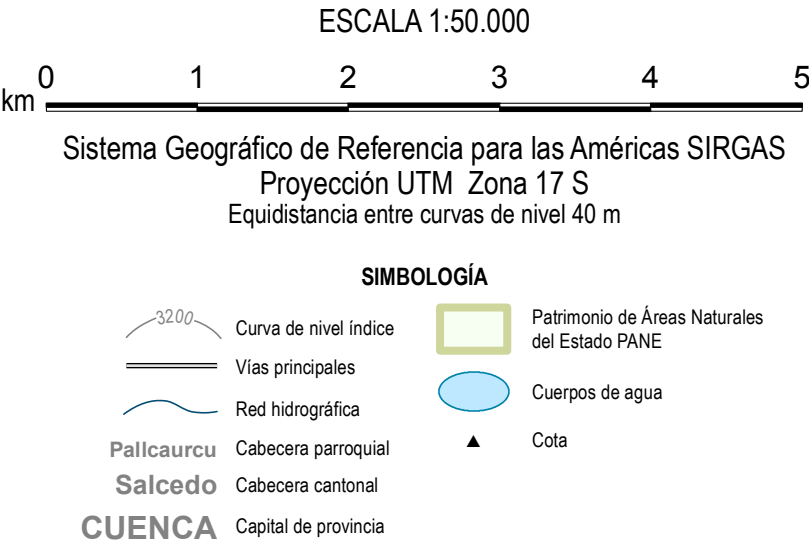 ESCALA 1:50.000
0 1 2 3 4 5
km
Sistema Geográfico de Referencia para las Américas SIRGAS
Proyección UTM Zona 17 S
Equidistancia entre curvas de nivel 40 m
SIMBOLOGÍA
3200
Curva de nivel índice
Vías principales
Red hidrográfica
Pallcaurcu Cabecera parroquial
Salcedo Cabecera cantonal
CUENCA Capital de provincia
Patrimonio de Áreas Naturales
del Estado PANE
Cuerpos de agua
Cota